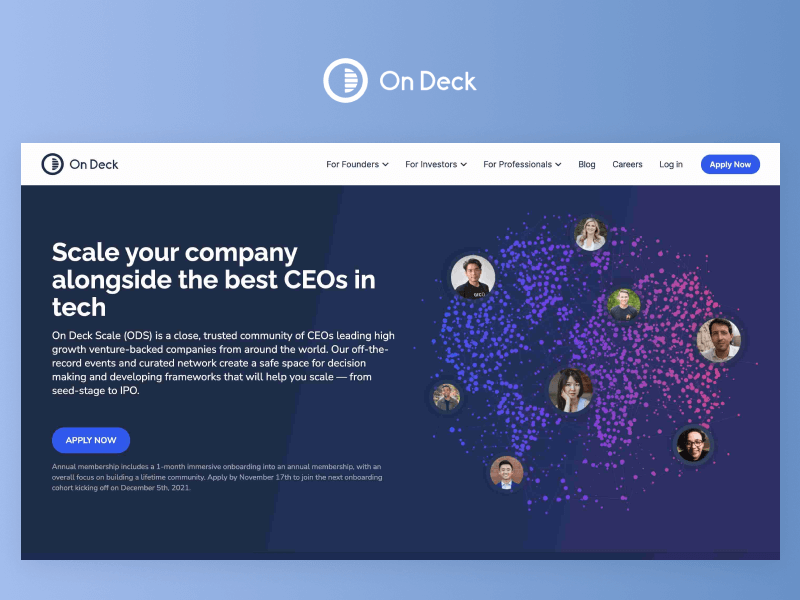 On Deck
On Deck
For Founders
For Investors
For Professionals
Blog
Careers
Log in
Apply Now
Scale your company
alongside the best CEOs in
tech
On Deck Scale (ODS) is a close, trusted community of CEOs leading high
growth venture-backed companies from around the world. Our off-the-
record events and curated network create a safe space for decision
making and developing frameworks that will help you scale — from
seed-stage to IPO.
APPLY NOW
Annual membership includes a 1-month immersive onboarding into an annual membership, with an
overall focus on building a lifetime community. Apply by November 17th to join the next onboarding
cohort kicking off on December 5th, 2021.